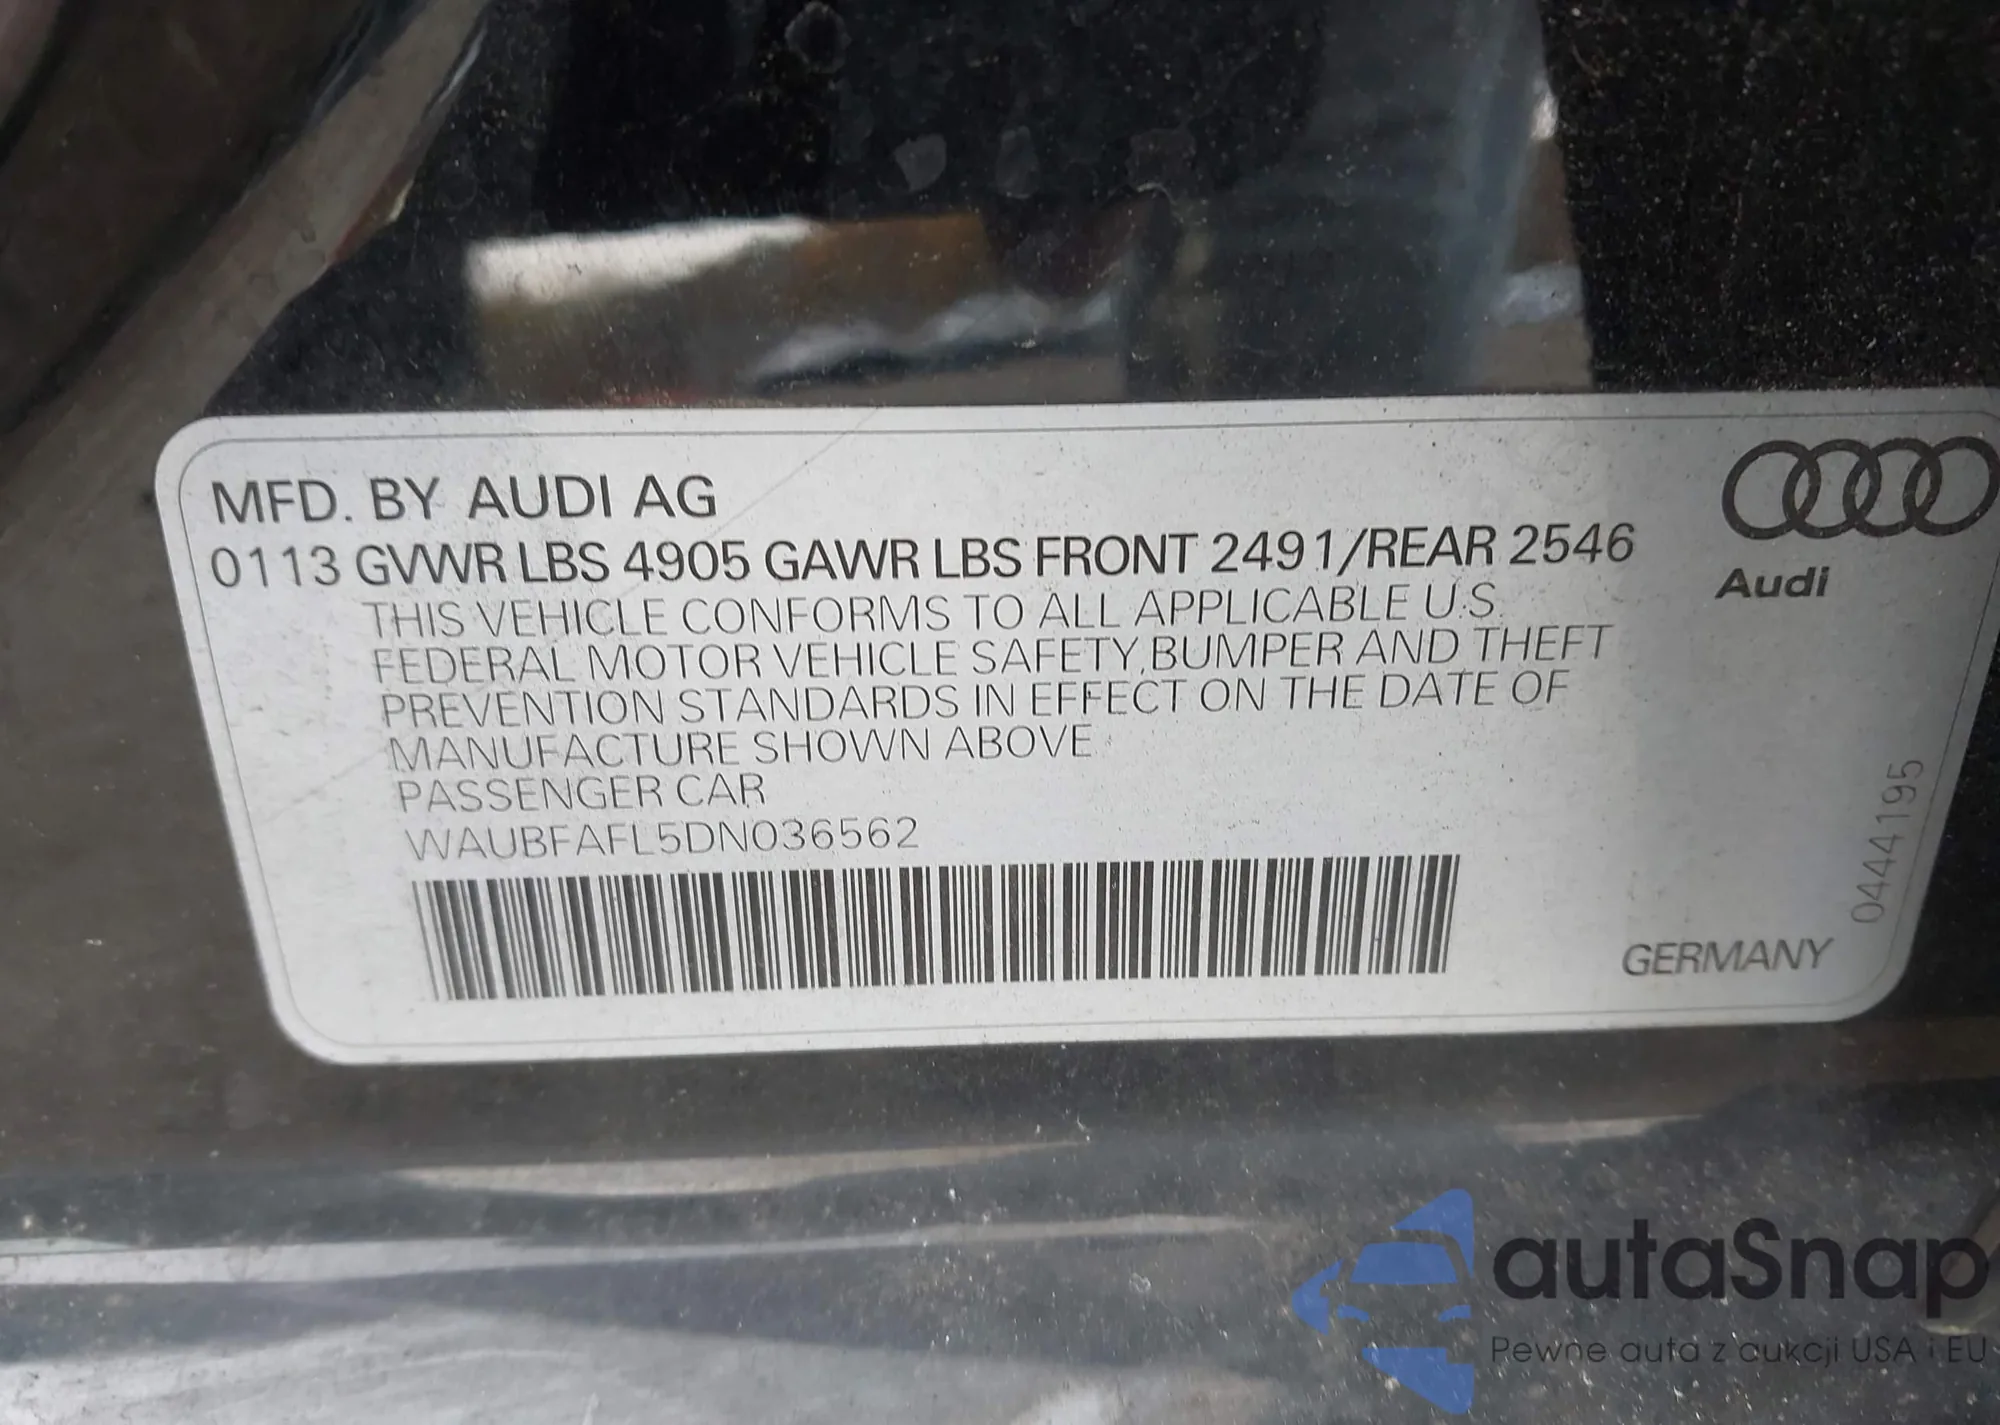 MFD. BY AUDI AG
0113 GVWR LBS 4905 GAWR LBS FRONT 2491/REAR 2546
THIS VEHICLE CONFORMS TO ALL APPLICABLE U.S.
FEDERAL MOTOR VEHICLE SAFETY, BUMPER AND THEFT
PREVENTION STANDARDS IN EFFECT ON THE DATE OF
MANUFACTURE SHOWN ABOVE
PASSENGER CAR
WAUBFAFL5DN036562
Audi
04441195
GERMANY
autaSnap
Pewne auta z aukcji USA i EU